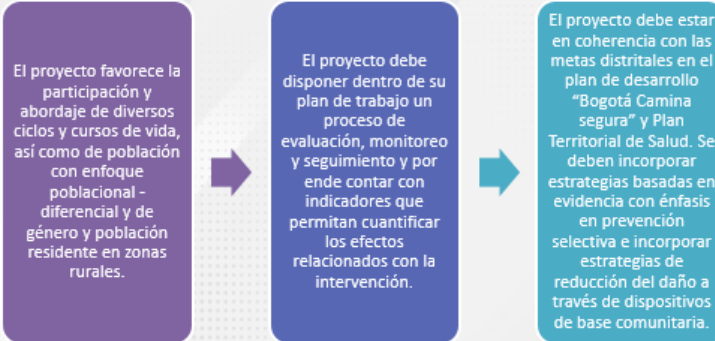 El proyecto favorece la
participación y
abordaje de diversos
ciclos y cursos de vida,
así como de población
con enfoque
poblacional -
diferencial y de
género y población
residente en zonas
rurales.
El proyecto debe
disponer dentro de su
plan de trabajo un
proceso de
evaluación, monitoreo
y seguimiento y por
ende contar con
indicadores que
permitan cuantificar
los efectos
relacionados con la
intervención.
El proyecto debe estar
en coherencia con las
metas distritales en el
plan de desarrollo
“Bogotá Camina
segura” y Plan
Territorial de Salud. Se
deben incorporar
estrategias basadas en
evidencia con énfasis
en prevención
selectiva e incorporar
estrategias de
reducción del daño a
través de dispositivos
de base comunitaria.